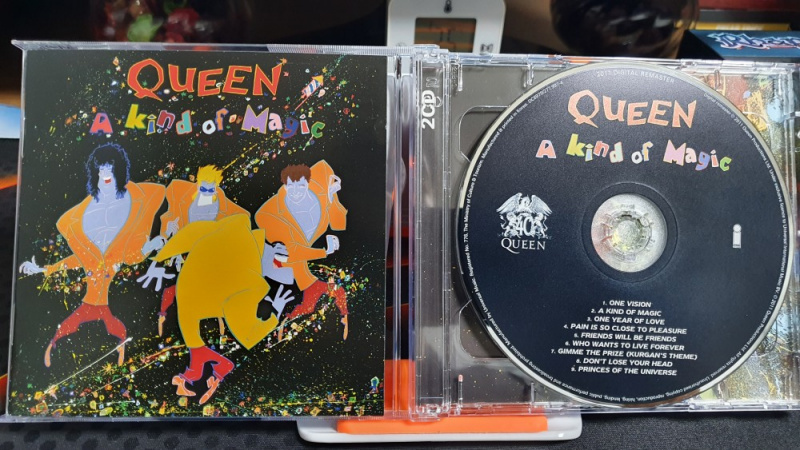 QUEEN
A Kind of Magic
2CD
2011 DIGITAL REMASTER
QUEEN
A Kind of Magic
40
QUEEN
1. ONE VISION
2. A KIND OF MAGIC
3. ONE YEAR OF LOVE
4. PAIN IS SO CLOSE TO PLEASURE
5. FRIENDS WILL BE FRIENDS
6. WHO WANTS TO LIVE FOREVER
7. GIMME THE PRIZE (KURGAN'S THEME)
8. DON'T LOSE YOUR HEAD
9. PRINCES OF THE UNIVERSE